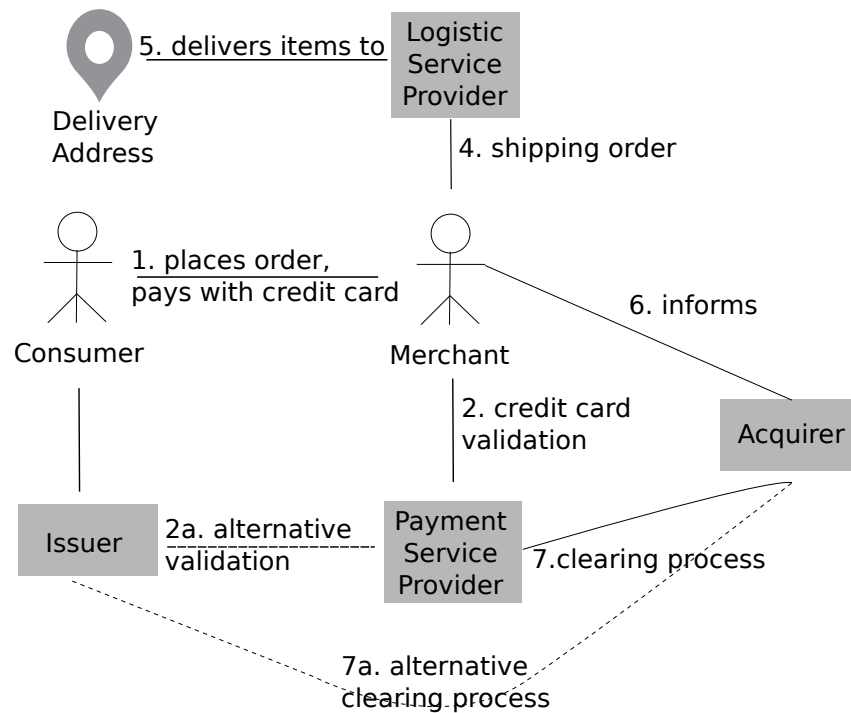 5. delivers items to
Logistic
Service
Provider
Delivery
Address
4. shipping order
1. places order,
pays with credit card
6. informs
Consumer
Merchant
2. credit card
validation
Acquirer
Issuer
2a. alternative
validation
Payment
Service
Provider
7.clearing process
7a. alternative
clearing process